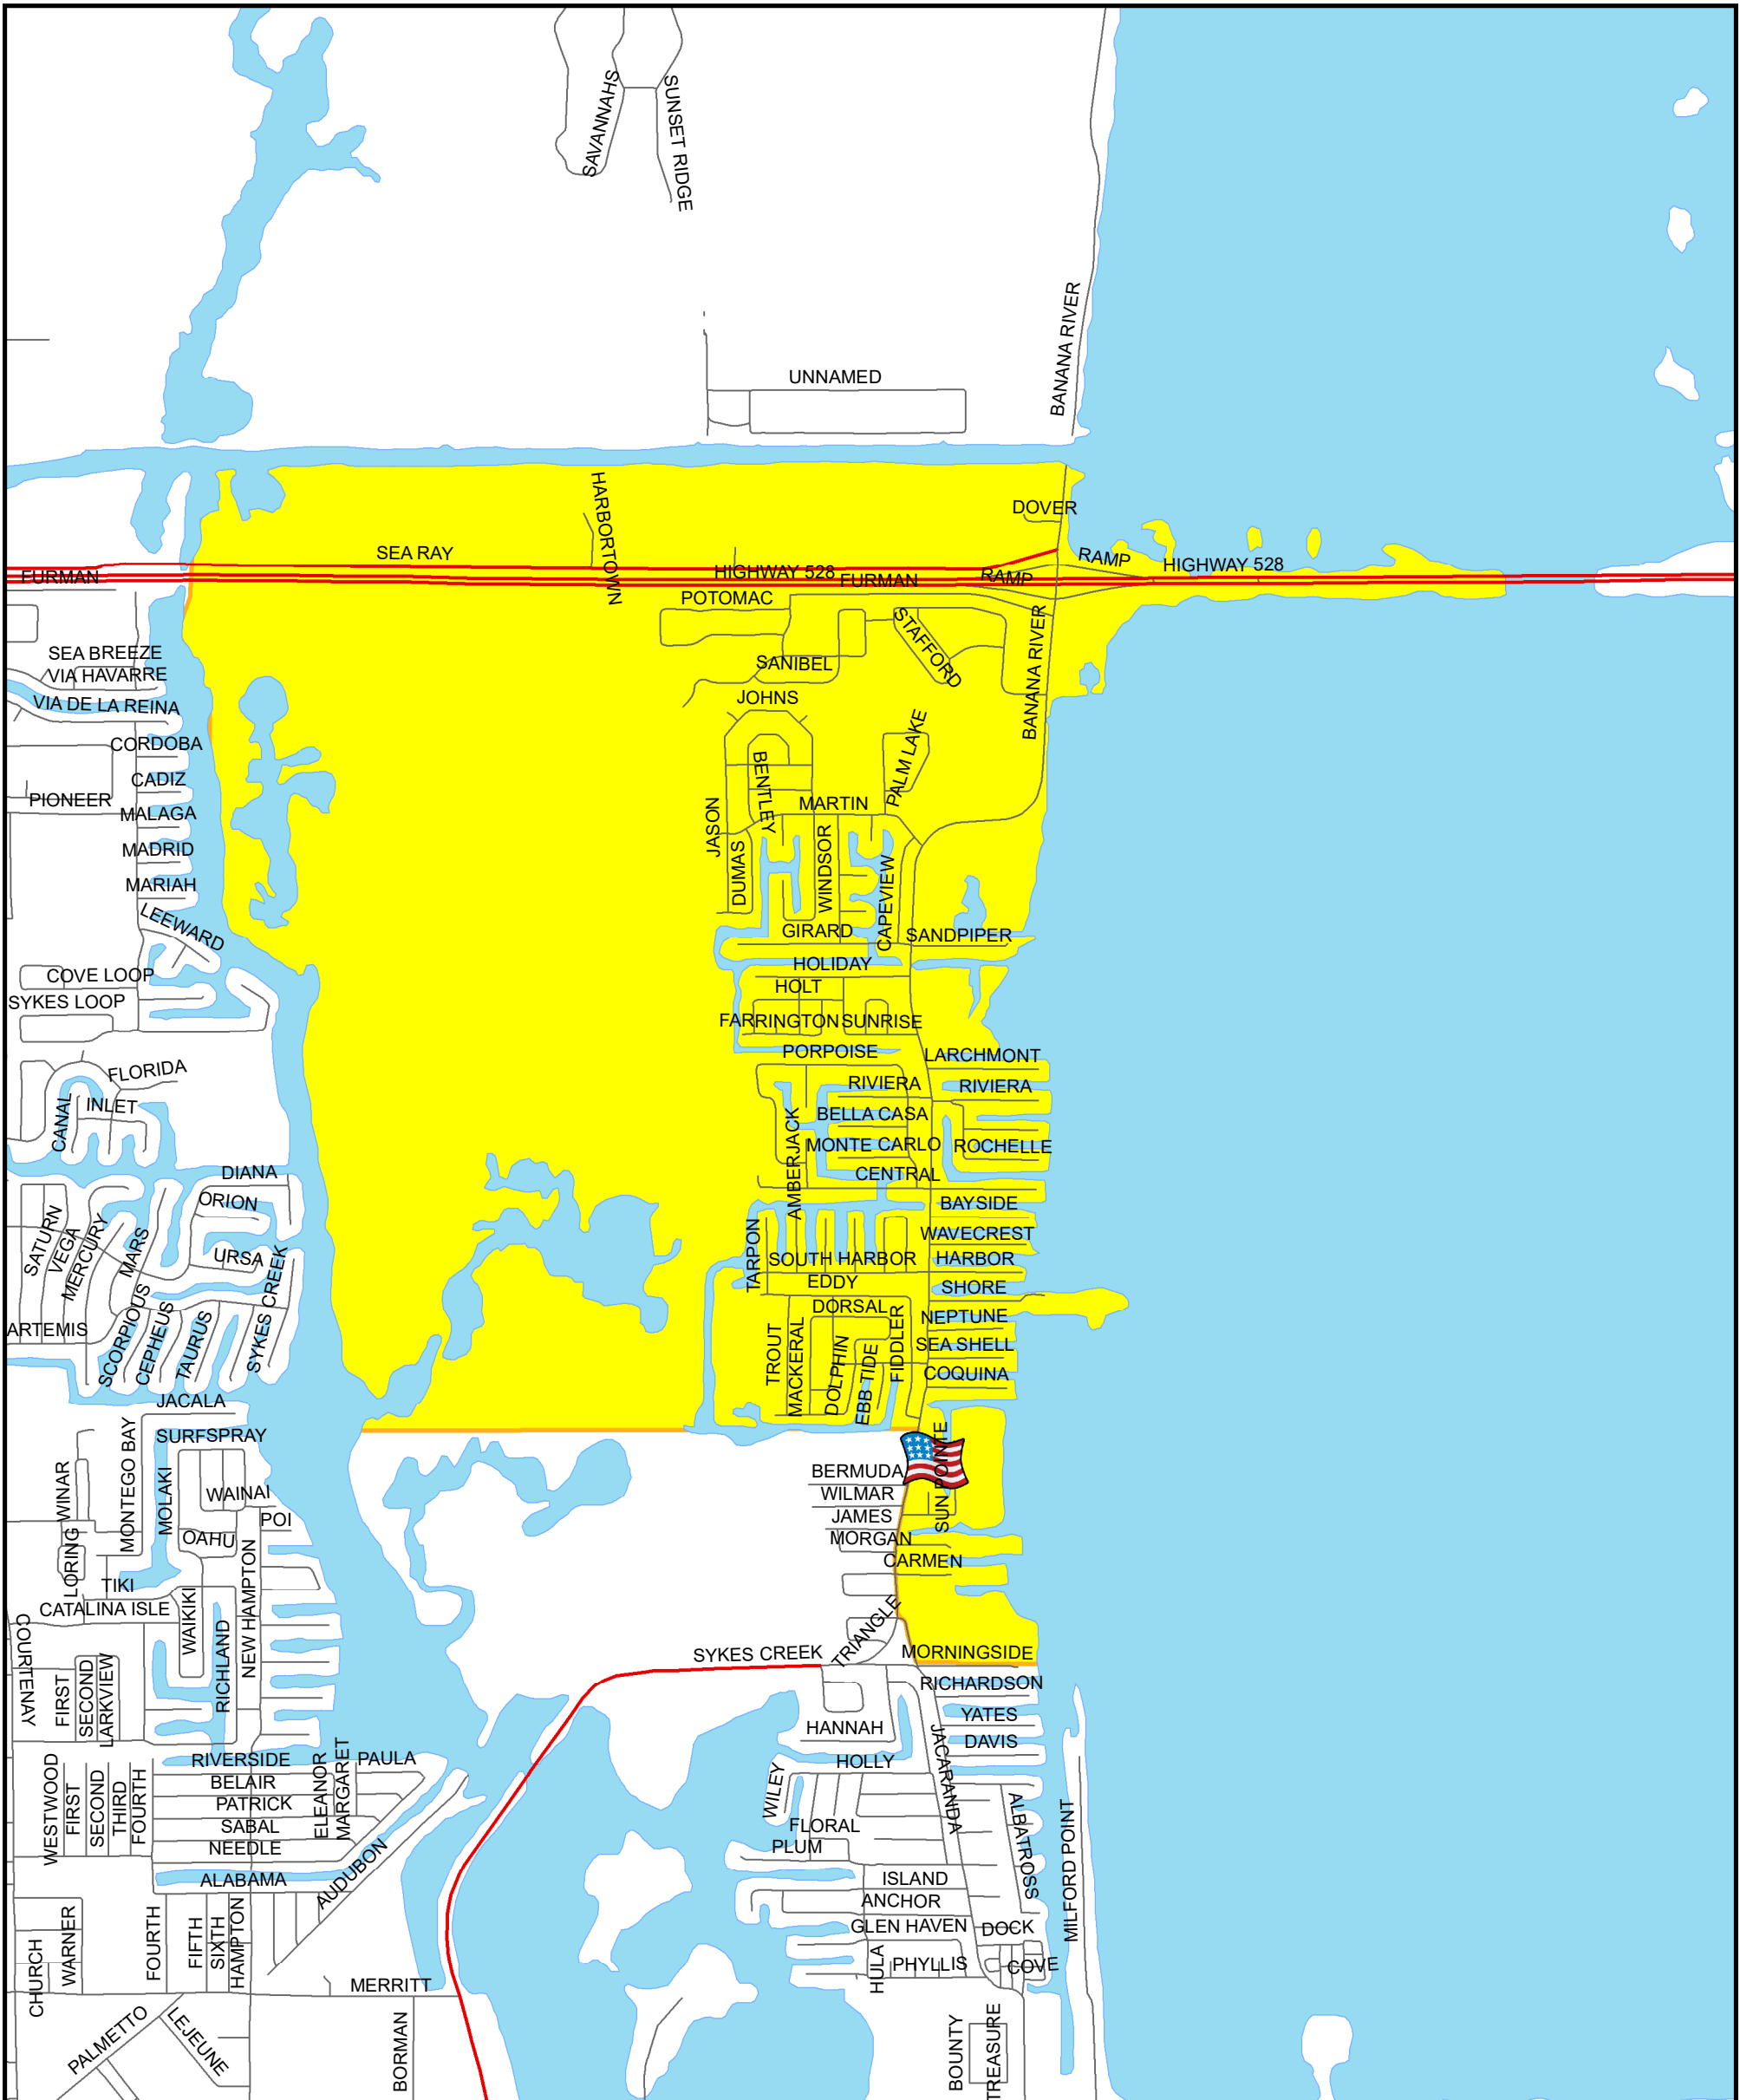 SAVANNAHS
SUNSET RIDGE
BANANA RIVER
UNNAMED
HARBORTOWN
DOVER
SEA RAY
RAMP
HIGHWAY 528
FURMAN
HIGHWAY 528
FURMAN
RAMP
POTOMAC
STAFFORD
BANANA RIVER
SEA BREEZE
VIA HAVARRE
SANIBEL
VIA DE LA REINA
JOHNS
CORDOBA
PALM LAKE
BENTLEY
CADIZ
PIONEER
MARTIN
MALAGA
JASON
WINDSOR
DUMAS
MADRID
CAPEVIEW
MARIAH
LEEWARD
GIRARD
SANDPIPER
HOLIDAY
COVE LOOP
HOLT
SYKES LOOP
FARRINGTON
SUNRISE
PORPOISE
LARCHMONT
FLORIDA
RIVIERA
RIVIERA
INLET
CANAL
BELLA CASA
AMBERJACK
MONTE CARLO
ROCHELLE
DIANA
CENTRAL
ORION
BAYSIDE
SATURN
VEGA
MERCURY
MARS
WAVECREST
TARPON
URSA
SOUTH HARBOR
HARBOR
SYKES CREEK
EDDY
SHORE
DORSAL
NEPTUNE
ARTEMIS
SCORPIOUS
CEPHEUS
TAURUS
TROUT
MACKERAL
DOLPHIN
EBB TIDE
FIDDLER
SEA SHELL
COQUINA
JACALA
MONTEGO BAY
SURFSPRAY
SUN POINTE
WINAR
MOLAKI
BERMUDA
WAINAI
WILMAR
POI
JAMES
OAHU
MORGAN
LORING
CARMEN
TIKI
NEW HAMPTON
CATALINA ISLE
WAIKIKI
TRIANGLE
COURTENAY
RICHLAND
SYKES CREEK
MORNINGSIDE
FIRST
SECOND
LARKVIEW
RICHARDSON
YATES
HANNAH
JACARANDA
DAVIS
RIVERSIDE
PAULA
HOLLY
WESTWOOD
FIRST
SECOND
THIRD
FOURTH
BELAIR
ELEANOR
MARGARET
WILEY
PATRICK
ALBATROSS
MILFORD POINT
SABAL
FLORAL
NEEDLE
PLUM
ALABAMA
AUDUBON
ISLAND
ANCHOR
GLEN HAVEN
DOCK
CHURCH
WARNER
FOURTH
FIFTH
SIXTH
HAMPTON
HULA
PHYLLIS
COVE
MERRITT
PALMETTO
LEJEUNE
BORMAN
BOUNTY
TREASURE